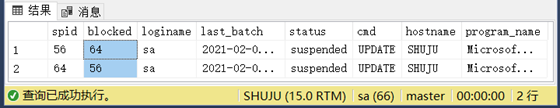 结果 消息
spid blocked loginame last_batch status cmd hostname program_name
1 56 64 sa 2021-02-0... suspended UPDATE SHUJU Microsof...
2 64 56 sa 2021-02-0... suspended UPDATE SHUJU Microsof...
查询已成功执行。 SHUJU (15.0 RTM) sa (66) master 00:00:00 2 行